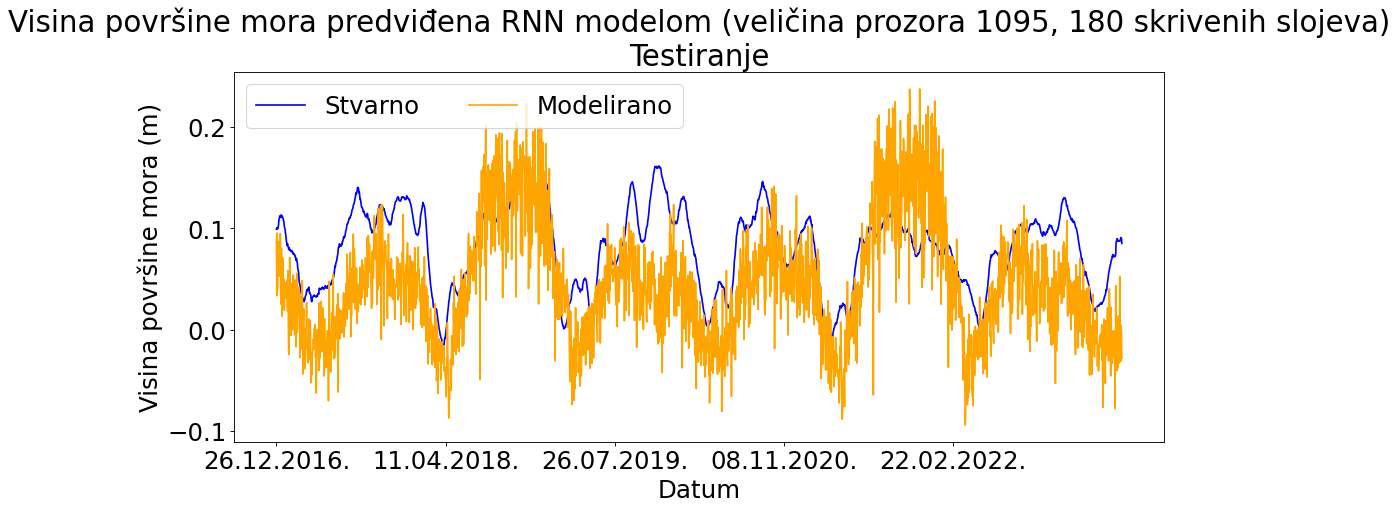 Visina površine mora predviđena RNN modelom (veličina prozora 1095, 180 skrivenih slojeva)
Testiranje
Stvarno Modelirano
Visina površine mora (m)
0.2
0.1
0.0
−0.1
26.12.2016. 11.04.2018. 26.07.2019. 08.11.2020. 22.02.2022.
Datum